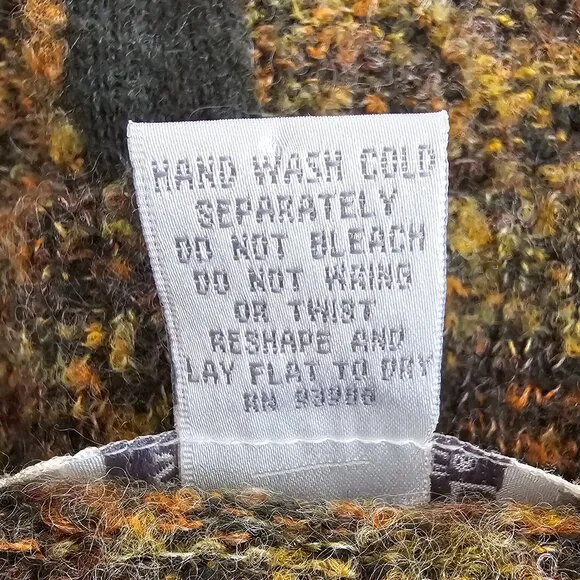 HAND WASH COLD
SEPARATELY
DO NOT BLEACH
DO NOT WRING
OR TWIST
RESHAPE AND
LAY FLAT TO DRY
RN